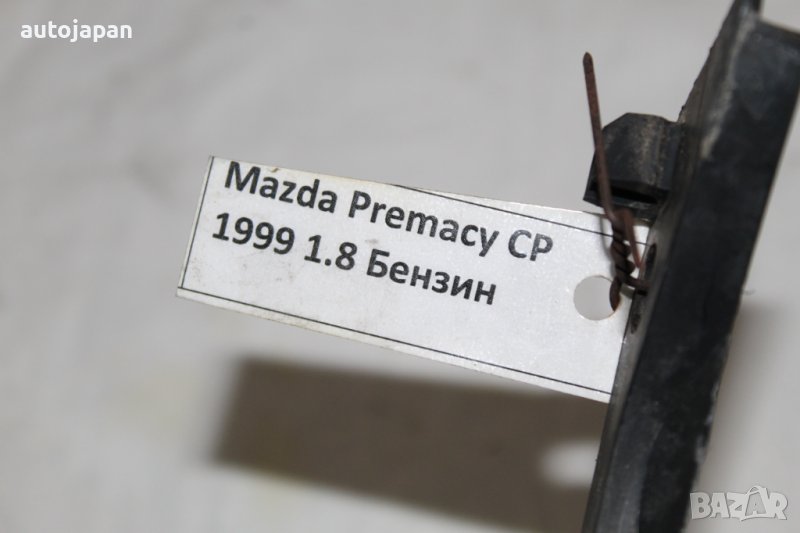 autojapan
Mazda Premacy CP
1999 1.8 Бензин
BAZAR